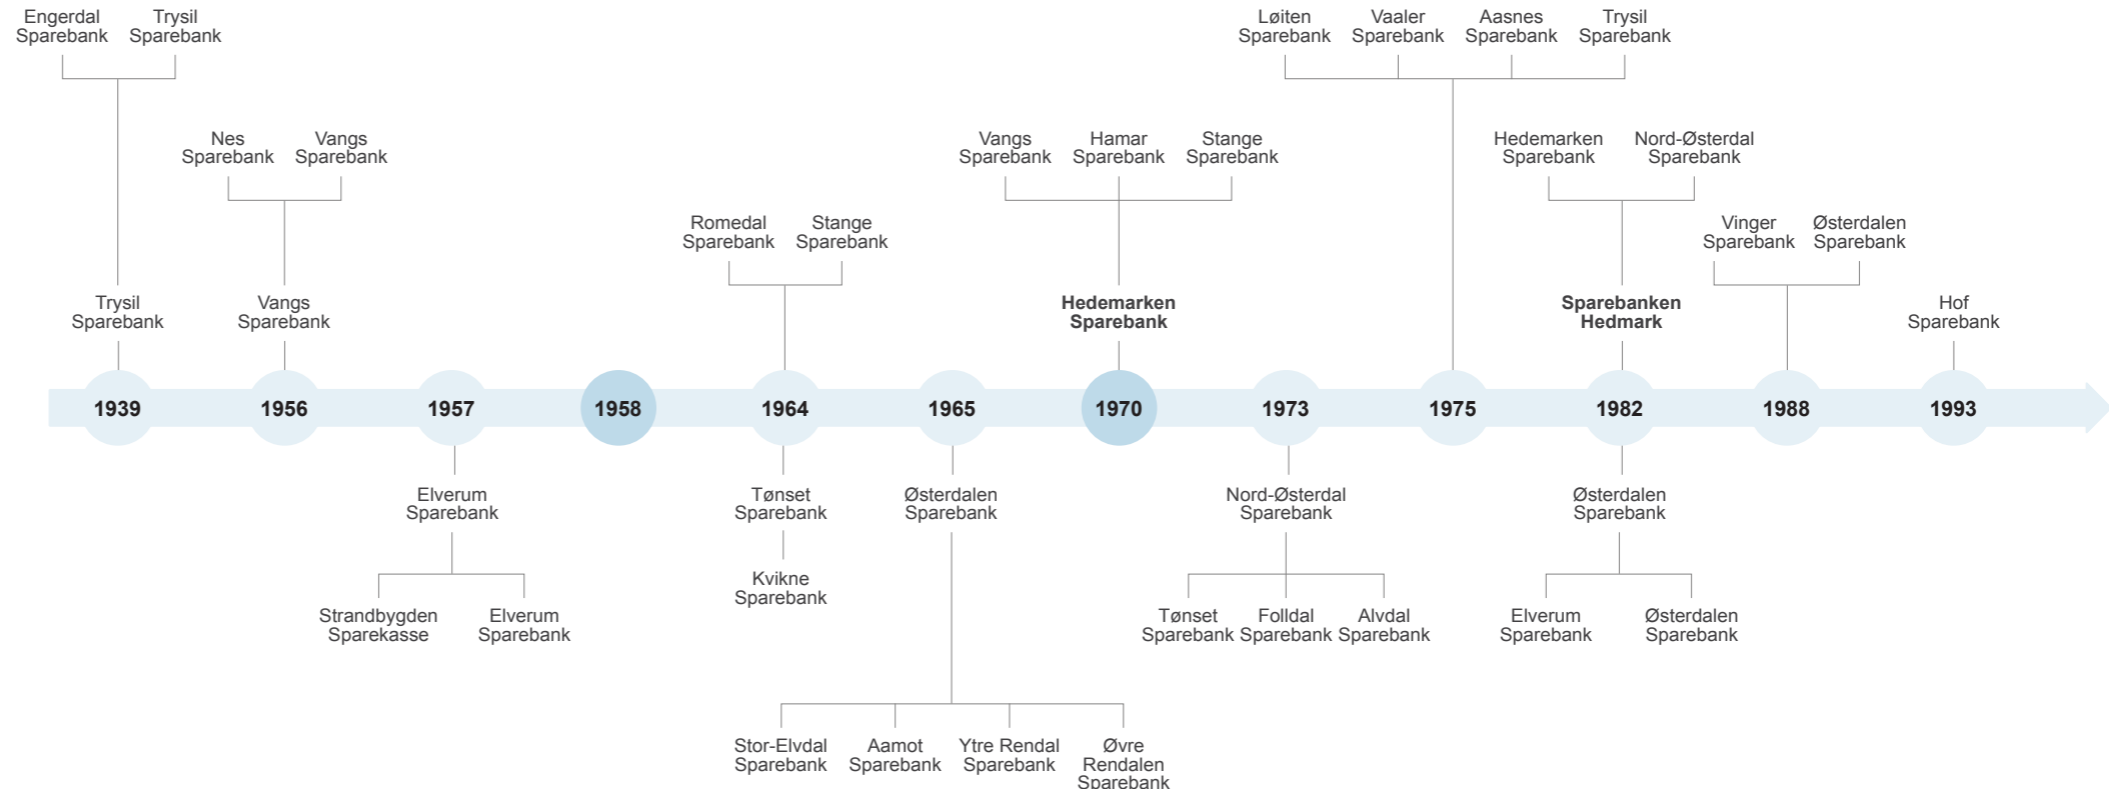 Engerdal
Sparebank
Trysil
Sparebank
Løiten
Sparebank
Vaaler
Sparebank
Aasnes
Sparebank
Trysil
Sparebank
Nes
Sparebank
Vangs
Sparebank
Vangs
Sparebank
Hamar
Sparebank
Stange
Sparebank
Hedemarken
Sparebank
Nord-Østerdal
Sparebank
Romedal
Sparebank
Stange
Sparebank
Vinger
Sparebank
Østerdalen
Sparebank
Trysil
Sparebank
Vangs
Sparebank
Hedemarken
Sparebank
Sparebanken
Hedmark
Hof
Sparebank
1939
1956
1957
1958
1964
1965
1970
1973
1975
1982
1988
1993
Elverum
Sparebank
Tønset
Sparebank
Østerdalen
Sparebank
Nord-Østerdal
Sparebank
Østerdalen
Sparebank
Kvikne
Sparebank
Strandbygden
Sparekasse
Elverum
Sparebank
Tønset
Sparebank
Folldal
Sparebank
Alvdal
Sparebank
Elverum
Sparebank
Østerdalen
Sparebank
Stor-Elvdal
Sparebank
Aamot
Sparebank
Ytre Rendal
Sparebank
Øvre
Rendalen
Sparebank